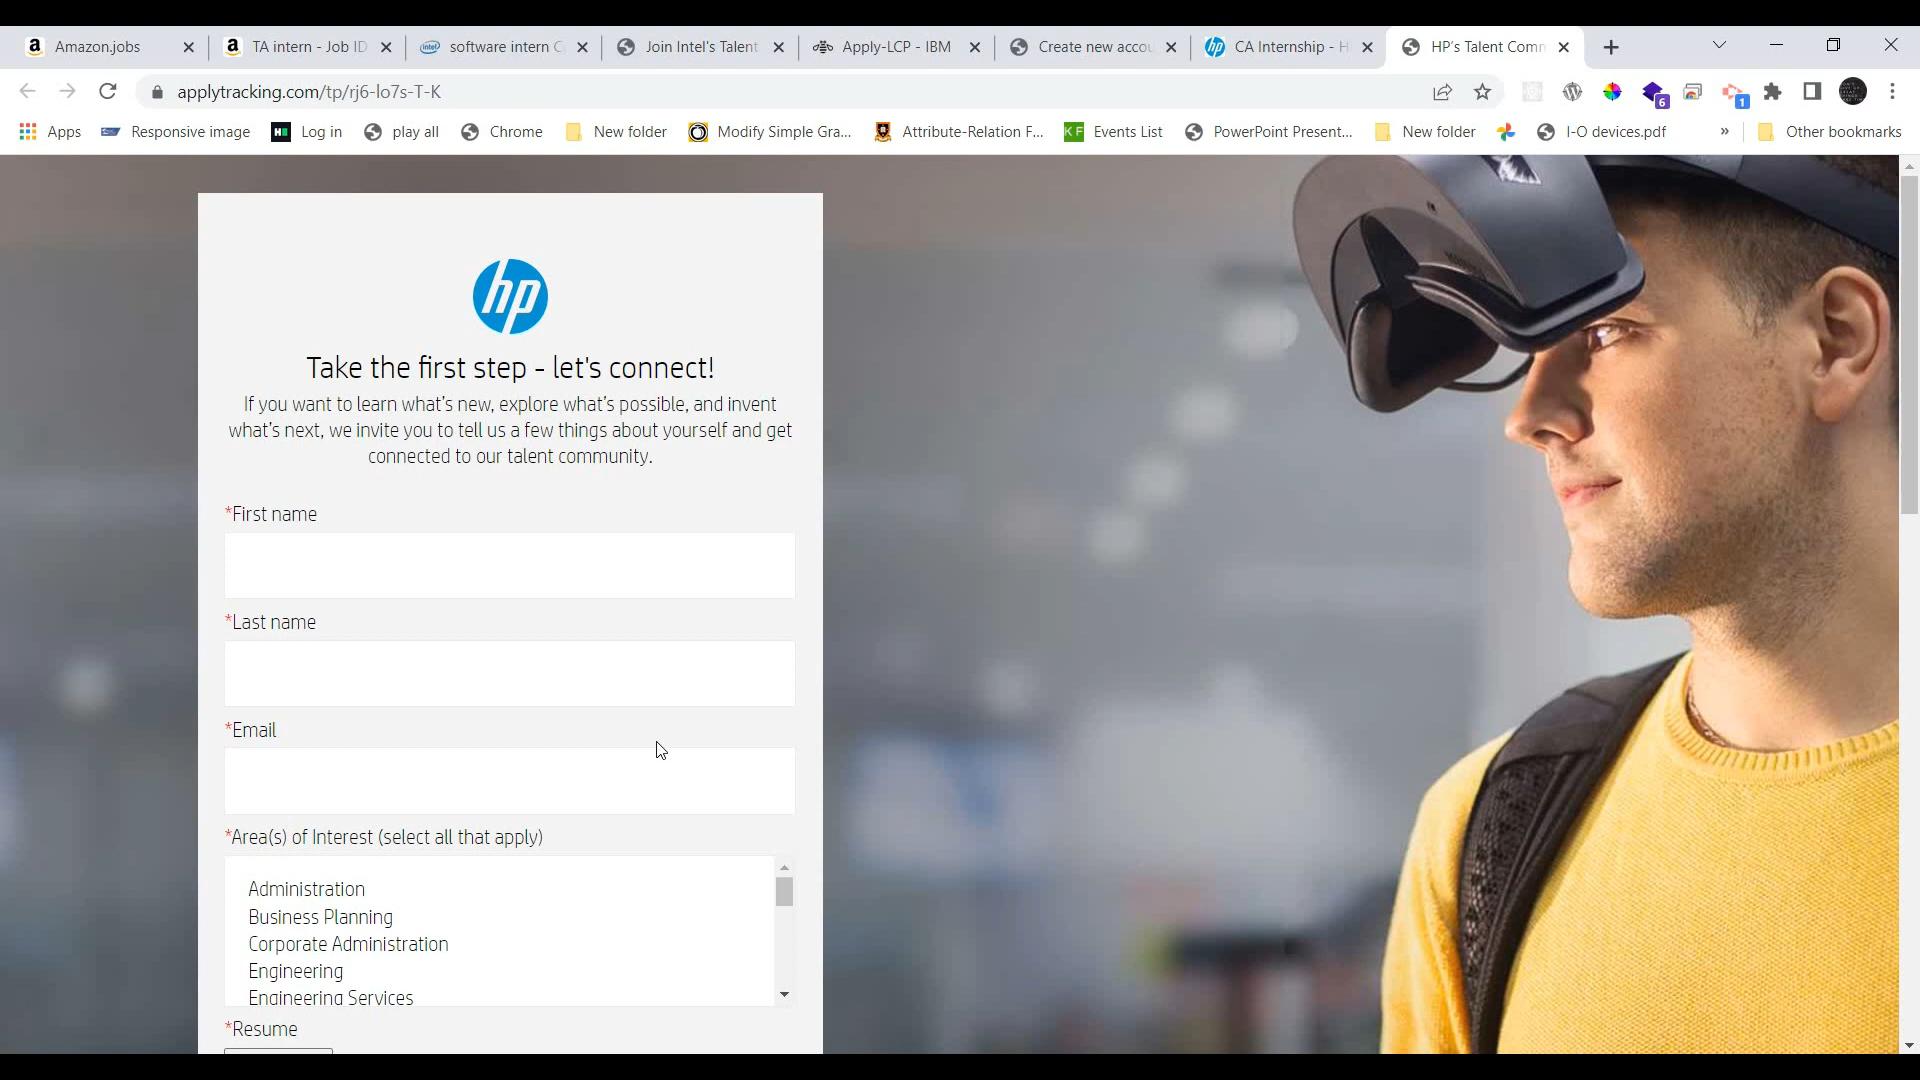 Amazon.jobs
TA intern - Job ID
intel
software intern C
Join Intel's Talent
Apply-LCP - IBM
Create new accou
hp
CA Internship - H
HP's Talent Comm
applytracking.com/tp/rj6-lo7s-T-K
6
1
Apps
Responsive image
Log in
play all
Chrome
New folder
Modify Simple Gra...
Attribute-Relation F...
KF
Events List
PowerPoint Present...
New folder
I-O devices.pdf
»
Other bookmarks
hp
Take the first step - let's connect!
If you want to learn what's new, explore what's possible, and invent
what's next, we invite you to tell us a few things about yourself and get
connected to our talent community.
*First name
*Last name
*Email
*Area(s) of Interest (select all that apply)
Administration
Business Planning
Corporate Administration
Engineering
Engineering Services
*Resume